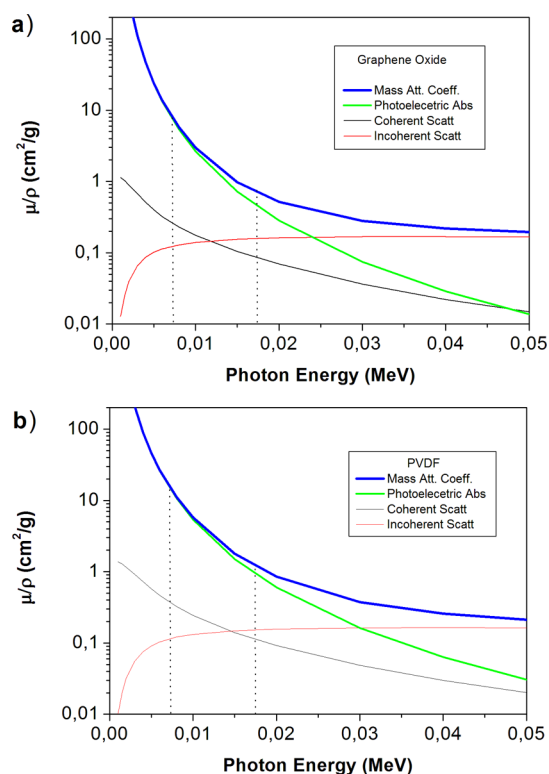 a)
Graphene Oxide
Mass Att. Coeff.
Photoelecetric Abs
Coherent Scatt
Incoherent Scatt
100
10
1
0,1
0,01
μ/ρ (cm²/g)
0,00 0,01 0,02 0,03 0,04 0,05
Photon Energy (MeV)
b)
PVDF
Mass Att. Coeff.
Photoelecetric Abs
Coherent Scatt
Incoherent Scatt
100
10
1
0,1
0,01
μ/ρ (cm²/g)
0,00 0,01 0,02 0,03 0,04 0,05
Photon Energy (MeV)